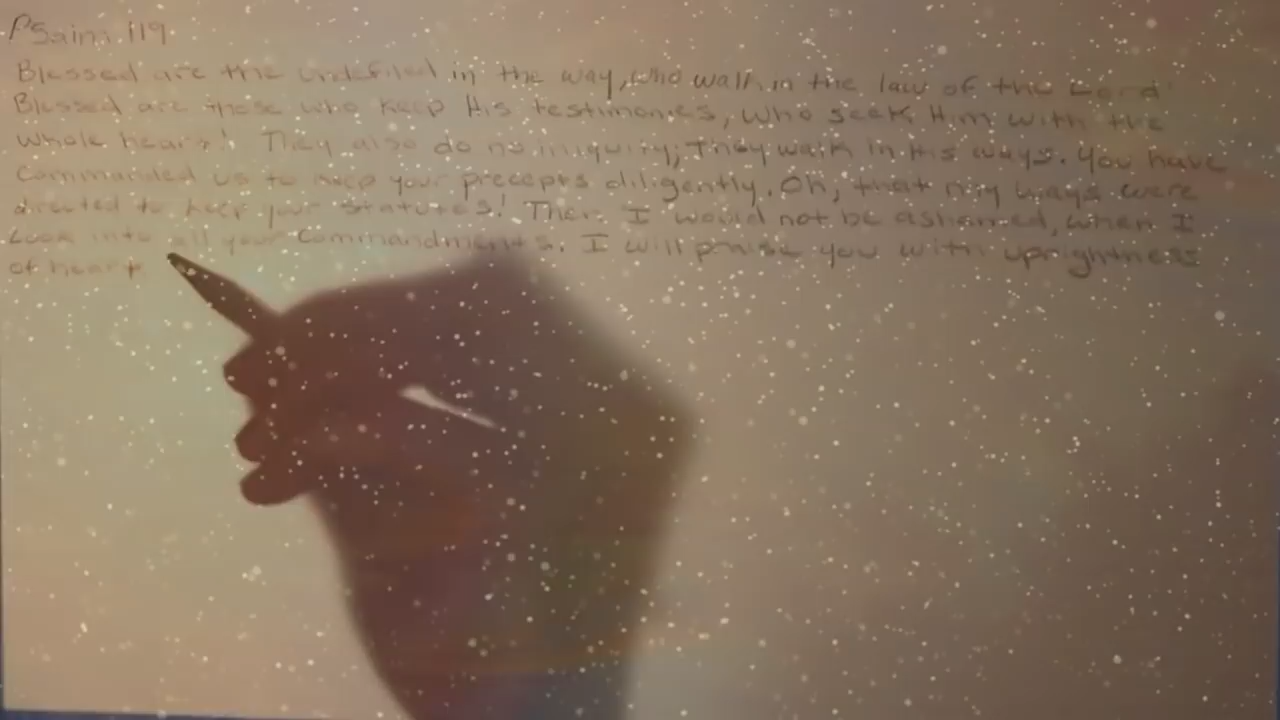 Psalm 119
Blessed are the undefiled in the way, who walk in the law of the Lord!
Blessed are those who keep His testimonies, who seek Him with the
whole heart! They also do no iniquity; They walk in His ways. You have
Commanded us to keep your precepts diligently. Oh, that my ways were
directed to keep your statutes! Then I would not be ashamed, when I
Look into all your Commandments. I will praise you with uprightness
of heart